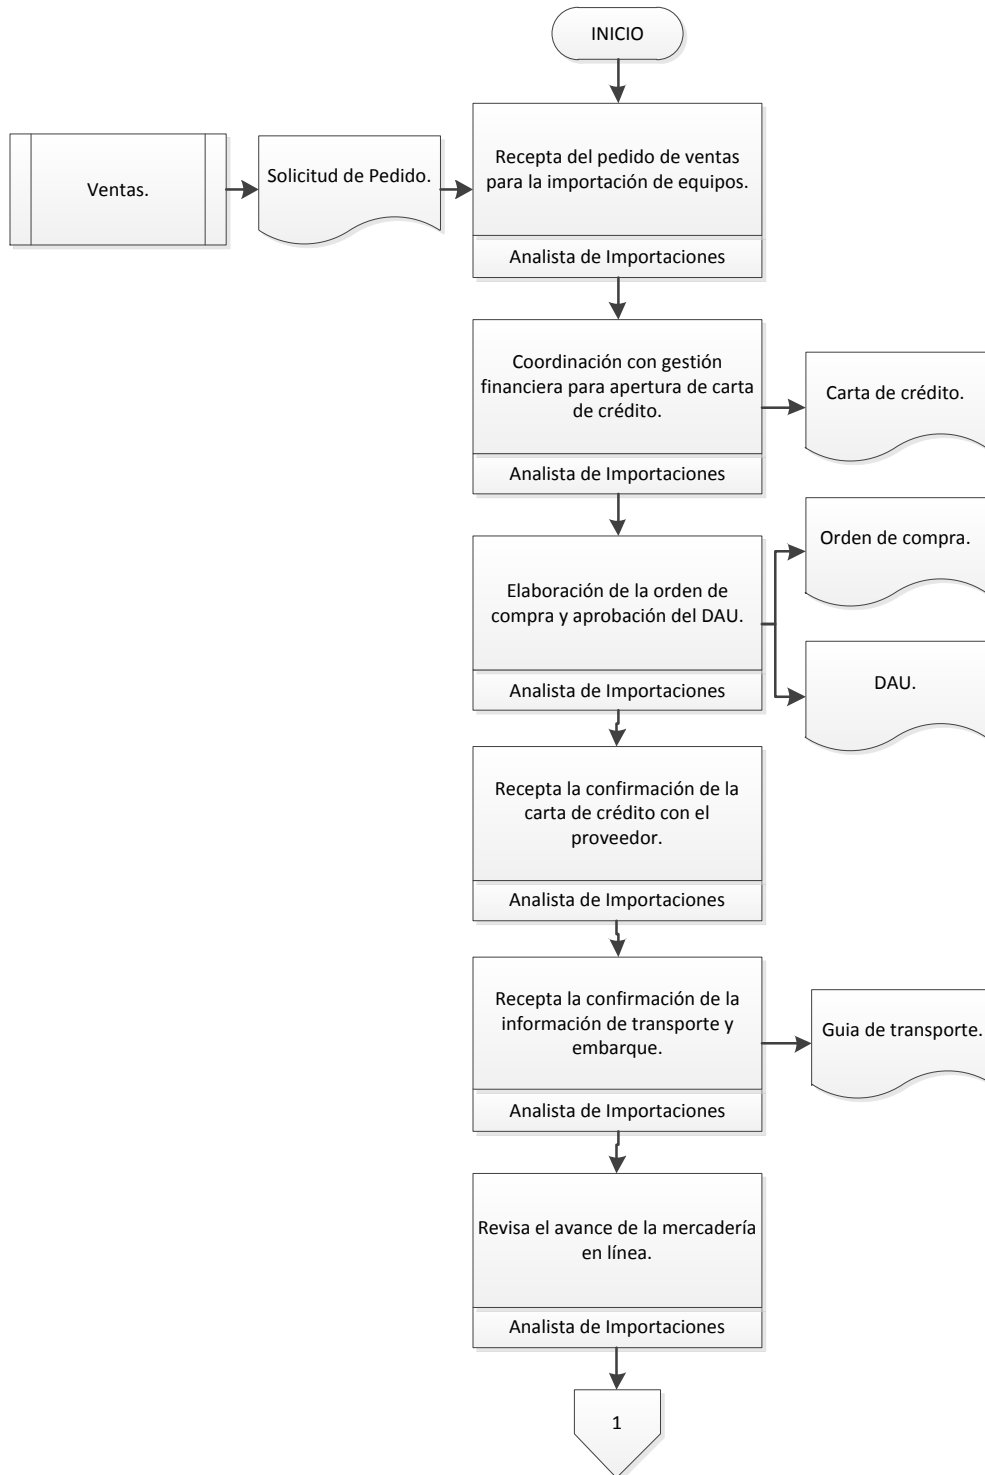 INICIO
Ventas.
Solicitud de Pedido.
Recepta del pedido de ventas
para la importación de equipos.
Analista de Importaciones
Coordinación con gestión
financiera para apertura de carta
de crédito.
Analista de Importaciones
Carta de crédito.
Elaboración de la orden de
compra y aprobación del DAU.
Analista de Importaciones
Orden de compra.
DAU.
Recepta la confirmación de la
carta de crédito con el
proveedor.
Analista de Importaciones
Recepta la confirmación de la
información de transporte y
embarque.
Analista de Importaciones
Guia de transporte.
Revisa el avance de la mercadería
en línea.
Analista de Importaciones
1